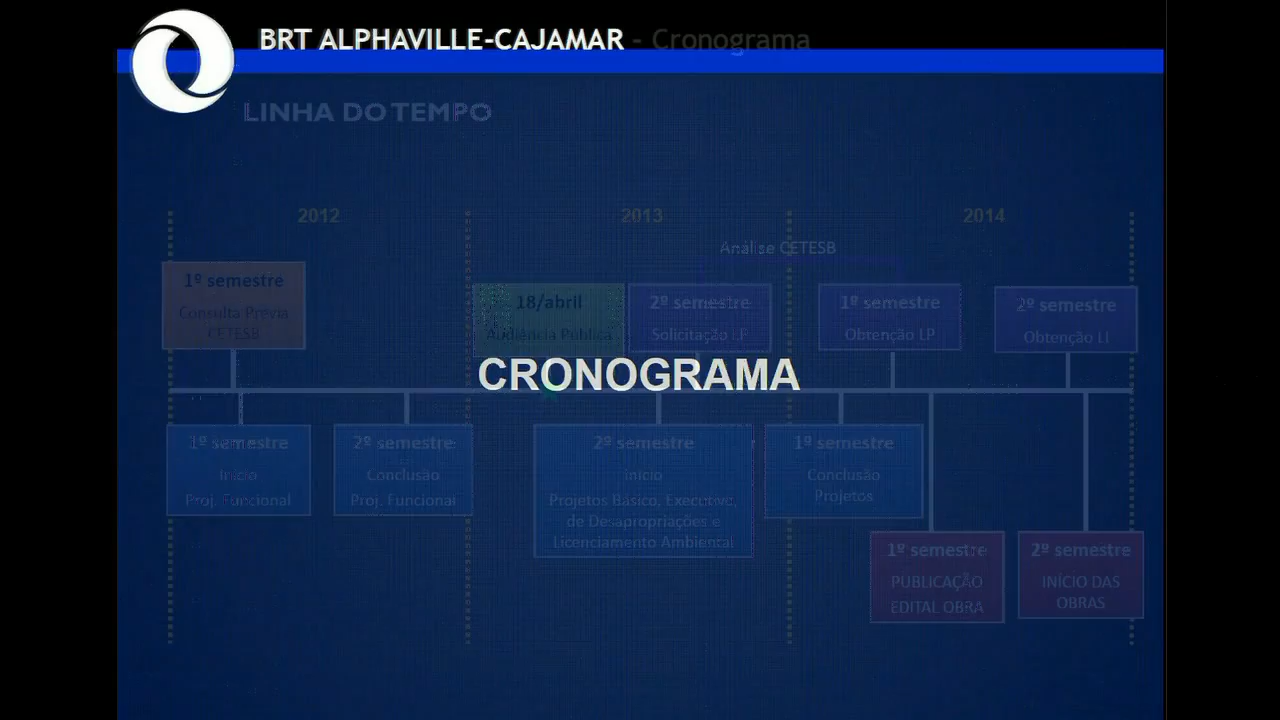 BRT ALPHAVILLE-CAJAMAR - Cronograma
LINHA DO TEMPO
2012
2013
2014
Análise CETESB
1º semestre
Consulta Prévia
CETESB
18/abril
Audiência Pública
2º semestre
Solicitação LP
1º semestre
Obtenção LP
2º semestre
Obtenção LI
CRONOGRAMA
1º semestre
Início
Proj. Funcional
2º semestre
Conclusão
Proj. Funcional
2º semestre
início
Projetos Básico, Executivo,
de Desapropriações e
Licenciamento Ambiental
1º semestre
Conclusão
Projetos
1º semestre
PUBLICAÇÃO
EDITAL OBRA
2º semestre
INÍCIO DAS
OBRAS